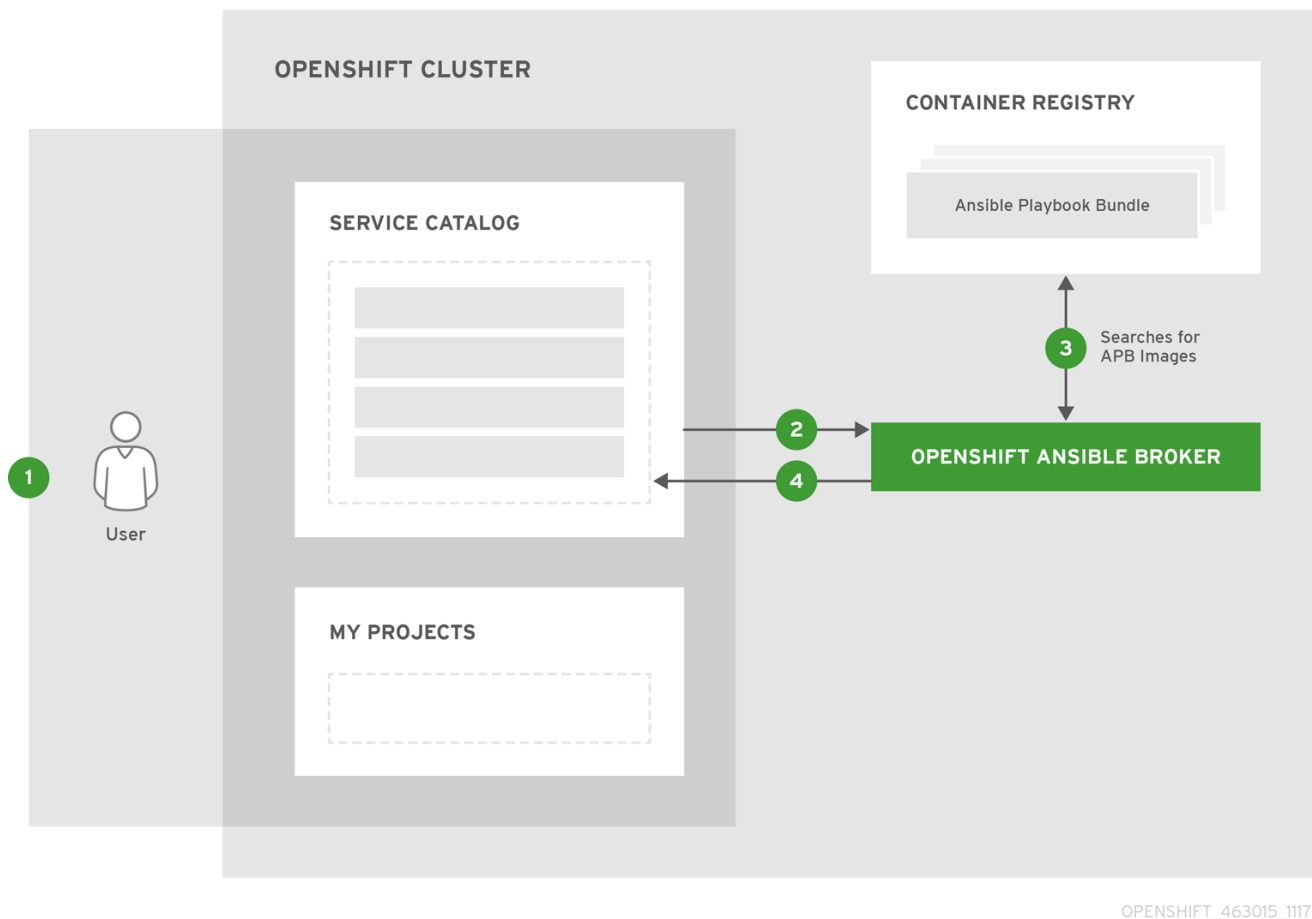 OPENSHIFT CLUSTER
CONTAINER REGISTRY
Ansible Playbook Bundle
SERVICE CATALOG
3
Searches for
APB Images
2
OPENSHIFT ANSIBLE BROKER
4
1
User
MY PROJECTS
OPENSHIFT_463015_1117